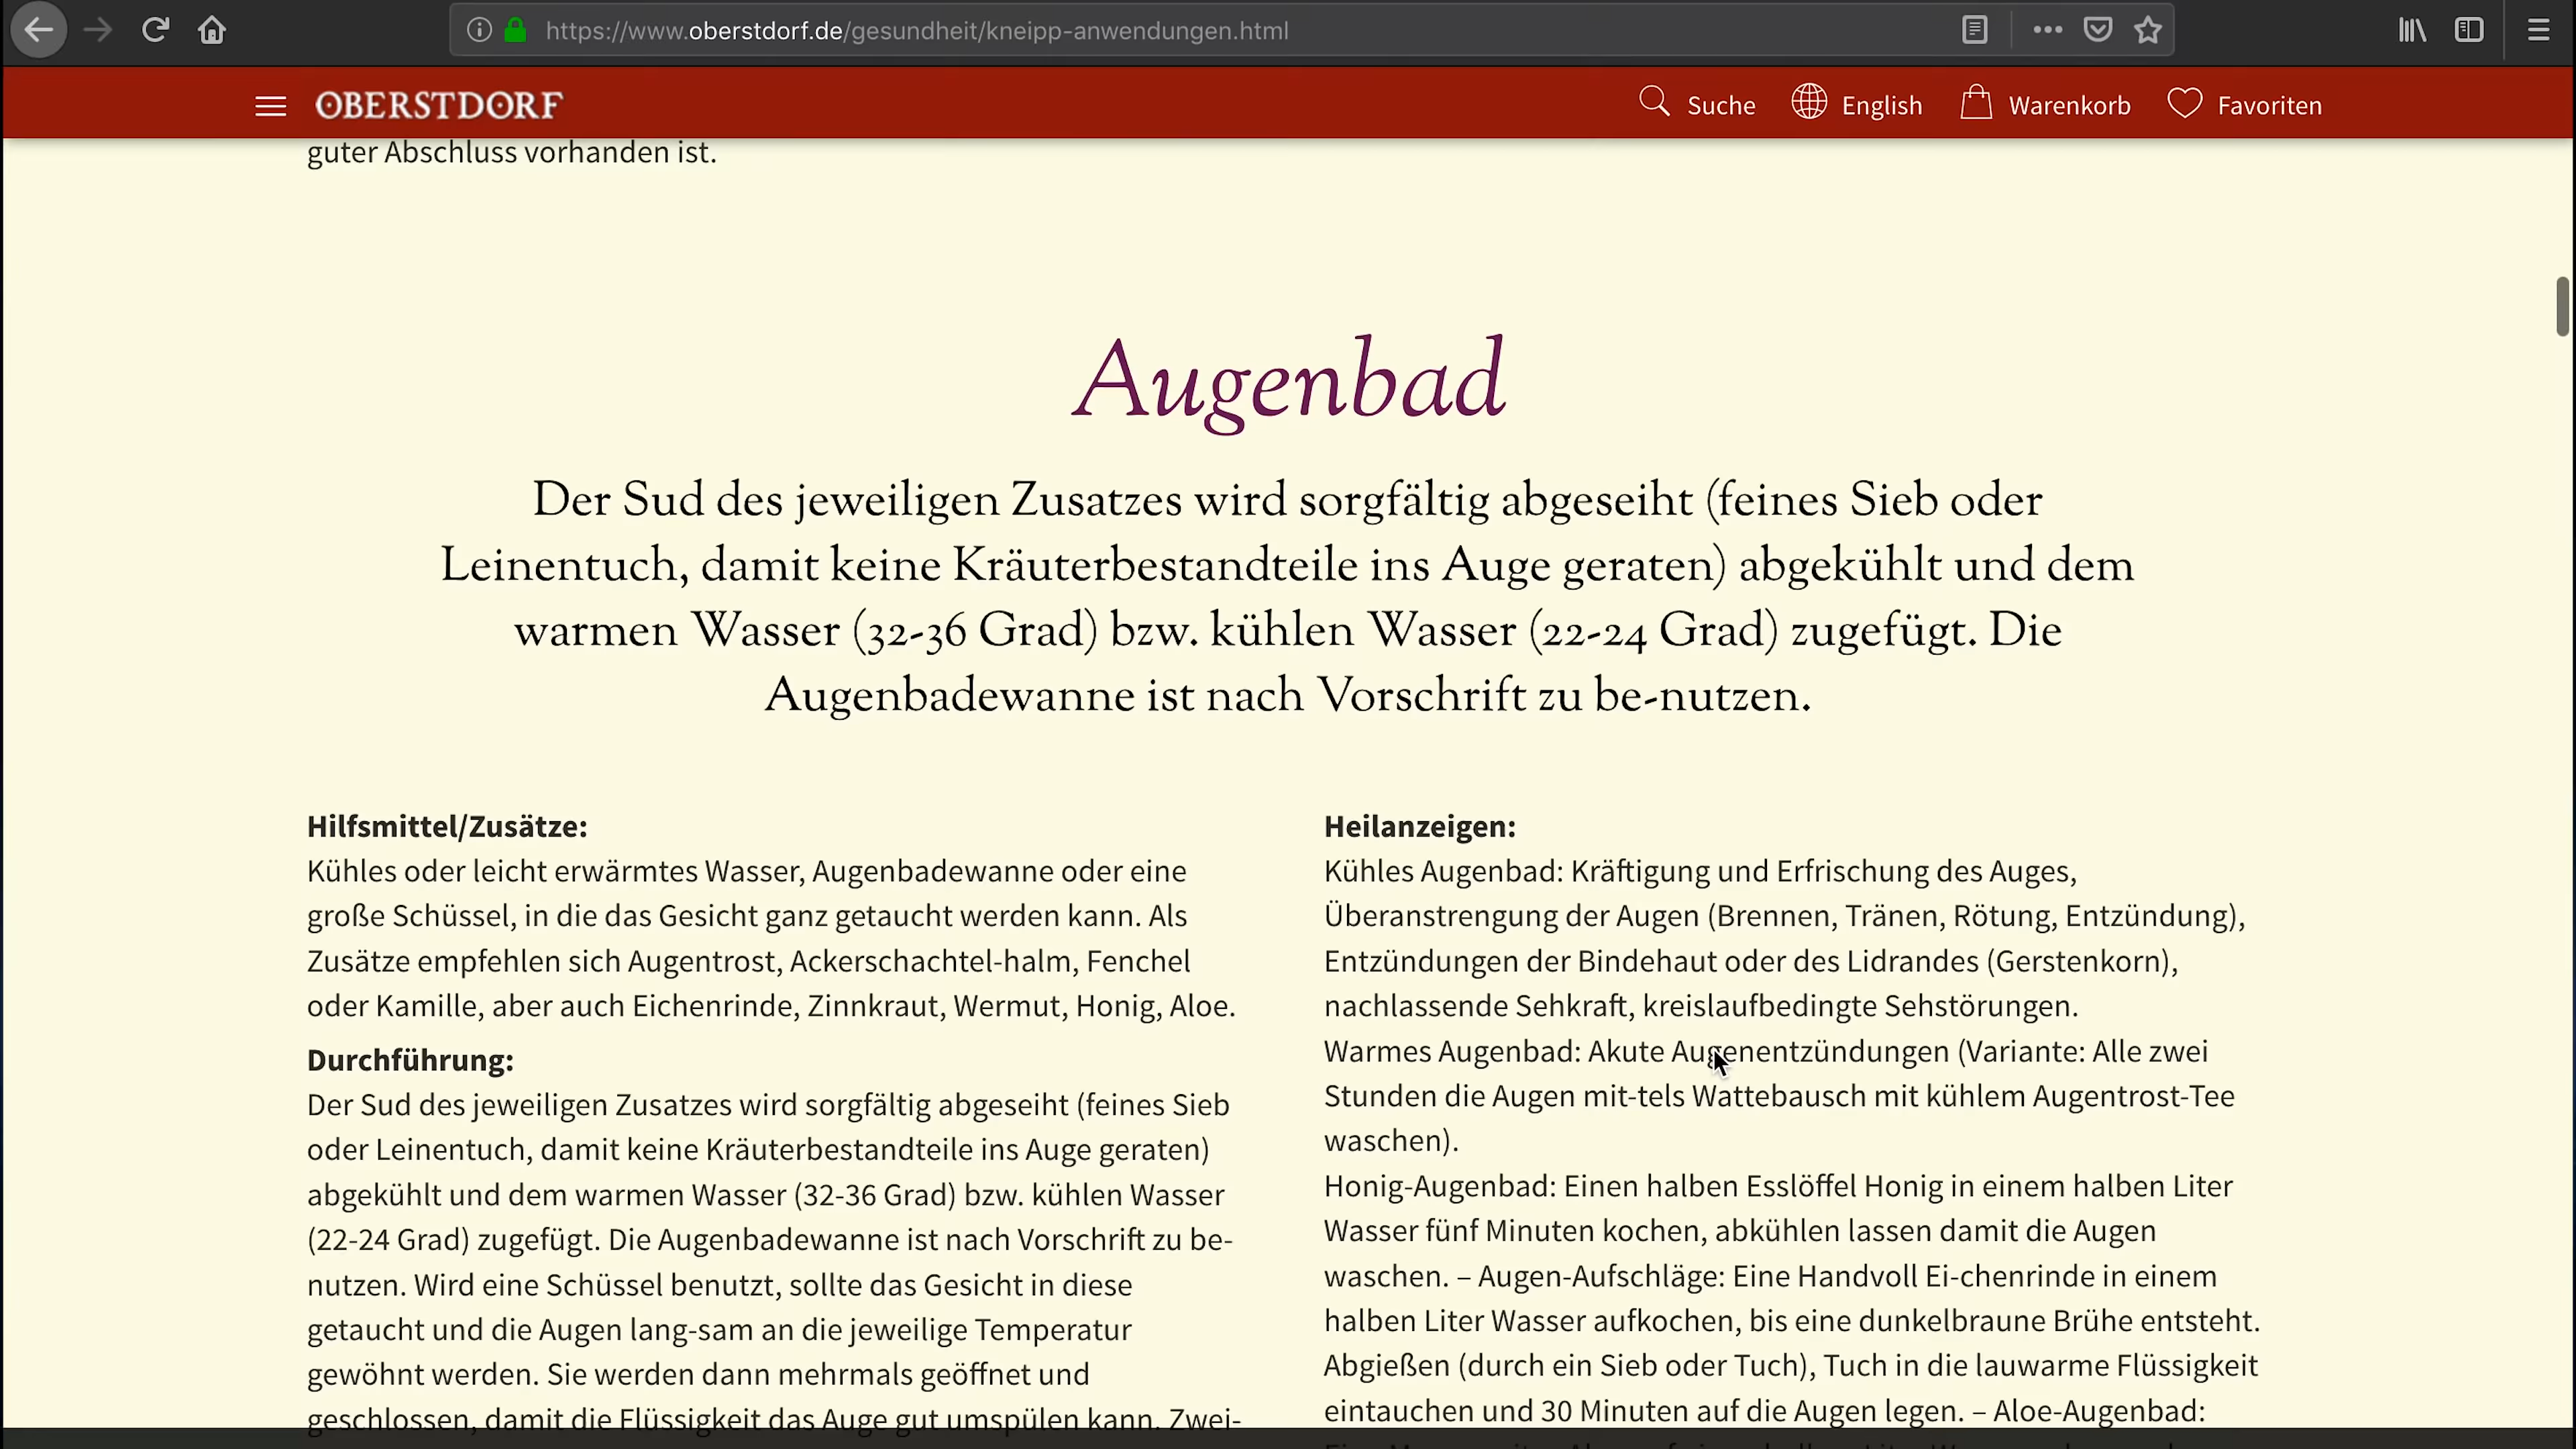 https://www.oberstdorf.de/gesundheit/kneipp-anwendungen.html
OBERSTDORF
Suche
English
Warenkorb
Favoriten
guter Abschluss vorhanden ist.
Augenbad
Der Sud des jeweiligen Zusatzes wird sorgfältig abgeseiht (feines Sieb oder
Leinentuch, damit keine Kräuterbestandteile ins Auge geraten) abgekühlt und dem
warmen Wasser (32-36 Grad) bzw. kühlen Wasser (22-24 Grad) zugefügt. Die
Augenbadewanne ist nach Vorschrift zu be-nutzen.
Hilfsmittel/Zusätze:
Kühles oder leicht erwärmtes Wasser, Augenbadewanne oder eine
große Schüssel, in die das Gesicht ganz getaucht werden kann. Als
Zusätze empfehlen sich Augentrost, Ackerschachtel-halm, Fenchel
oder Kamille, aber auch Eichenrinde, Zinnkraut, Wermut, Honig, Aloe.
Durchführung:
Der Sud des jeweiligen Zusatzes wird sorgfältig abgeseiht (feines Sieb
oder Leinentuch, damit keine Kräuterbestandteile ins Auge geraten)
abgekühlt und dem warmen Wasser (32-36 Grad) bzw. kühlen Wasser
(22-24 Grad) zugefügt. Die Augenbadewanne ist nach Vorschrift zu be-
nutzen. Wird eine Schüssel benutzt, sollte das Gesicht in diese
getaucht und die Augen lang-sam an die jeweilige Temperatur
gewöhnt werden. Sie werden dann mehrmals geöffnet und
geschlossen, damit die Flüssigkeit das Auge gut umspülen kann. Zwei-
Heilanzeigen:
Kühles Augenbad: Kräftigung und Erfrischung des Auges,
Überanstrengung der Augen (Brennen, Tränen, Rötung, Entzündung),
Entzündungen der Bindehaut oder des Lidrandes (Gerstenkorn),
nachlassende Sehkraft, kreislaufbedingte Sehstörungen.
Warmes Augenbad: Akute Augenentzündungen (Variante: Alle zwei
Stunden die Augen mit-tels Wattebausch mit kühlem Augentrost-Tee
waschen).
Honig-Augenbad: Einen halben Esslöffel Honig in einem halben Liter
Wasser fünf Minuten kochen, abkühlen lassen damit die Augen
waschen. – Augen-Aufschläge: Eine Handvoll Ei-chenrinde in einem
halben Liter Wasser aufkochen, bis eine dunkelbraune Brühe entsteht.
Abgießen (durch ein Sieb oder Tuch), Tuch in die lauwarme Flüssigkeit
eintauchen und 30 Minuten auf die Augen legen. – Aloe-Augenbad: